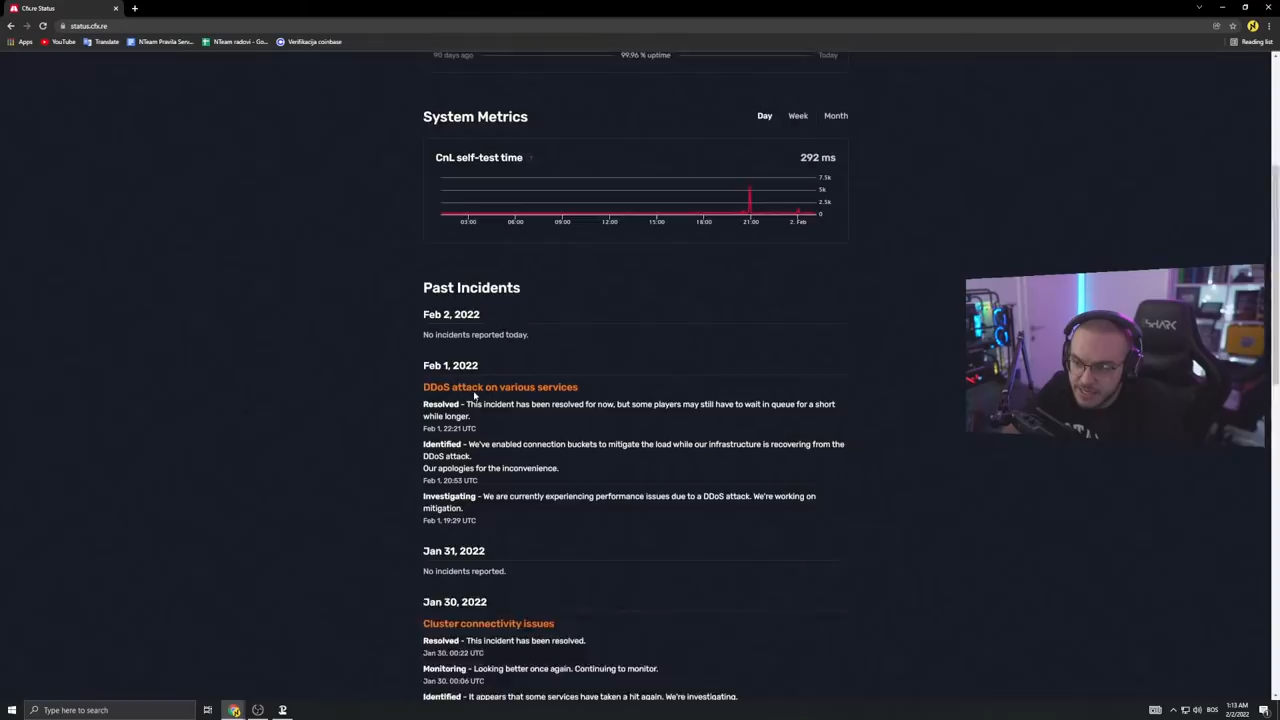 Cfx.re Status
status.cfx.re
Apps
YouTube
Translate
NTeam Pravila Serv...
NTeam radovi - Go...
Verifikacija coinbase
Reading list
90 days ago
99.96 % uptime
Today
System Metrics
Day
Week
Month
CnL self-test time
292 ms
7.5k
5k
2.5k
0
03:00
06:00
09:00
12:00
15:00
18:00
21:00
2. Feb
Past Incidents
Feb 2, 2022
No incidents reported today.
Feb 1, 2022
DDoS attack on various services
Resolved - This incident has been resolved for now, but some players may still have to wait in queue for a short
while longer.
Feb 1, 22:21 UTC
Identified - We've enabled connection buckets to mitigate the load while our infrastructure is recovering from the
DDoS attack.
Our apologies for the inconvenience.
Feb 1, 20:53 UTC
Investigating - We are currently experiencing performance issues due to a DDoS attack. We're working on
mitigation.
Feb 1, 19:29 UTC
Jan 31, 2022
No incidents reported.
Jan 30, 2022
Cluster connectivity issues
Resolved - This incident has been resolved.
Jan 30, 00:22 UTC
Monitoring - Looking better once again. Continuing to monitor.
Jan 30, 00:06 UTC
Identified - It appears that some services have taken a hit again. We're investigating.
Type here to search
BOS
1:13 AM
2/2/2022